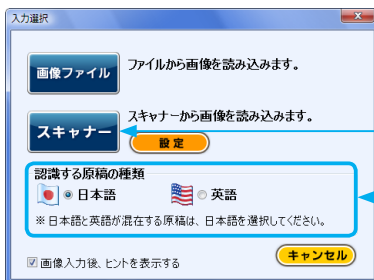 入力選択
画像ファイル
ファイルから画像を読み込みます。
スキャナー
スキャナーから画像を読み込みます。
設定
認識する原稿の種類
日本語 英語
※日本語と英語が混在する原稿は、日本語を選択してください。
画像入力後、ヒントを表示する
キャンセル